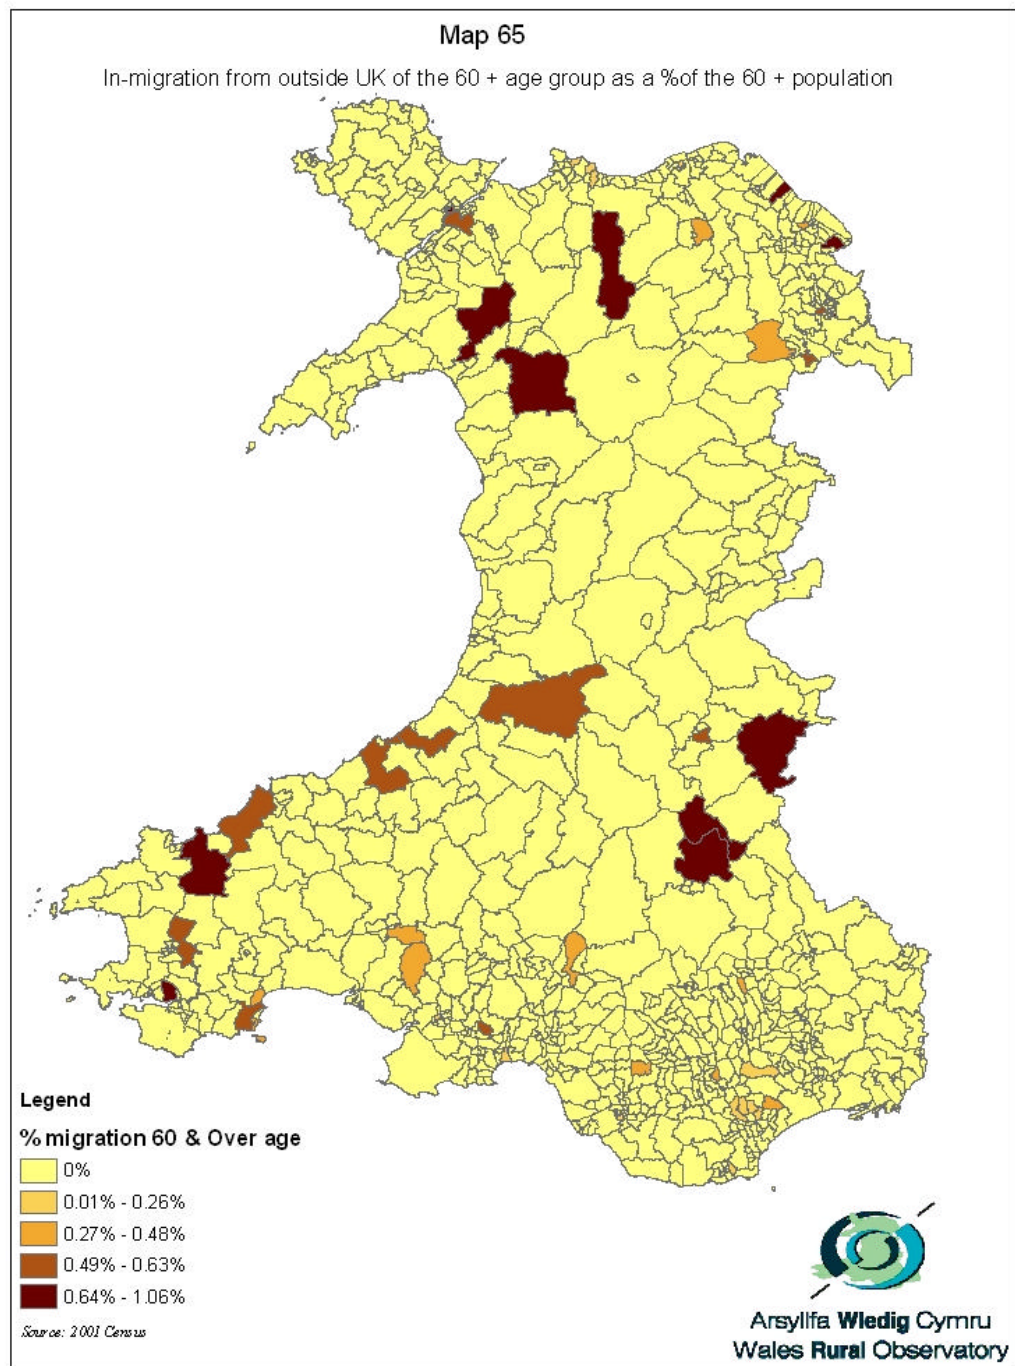 Map 65
In-migration from outside UK of the 60 + age group as a %of the 60 + population
Legend
% migration 60 & Over age
0%
0.01% - 0.26%
0.27% - 0.48%
0.49% - 0.63%
0.64% - 1.06%
Source: 2001 Census
Arsyllfa Wledig Cymru
Wales Rural Observatory